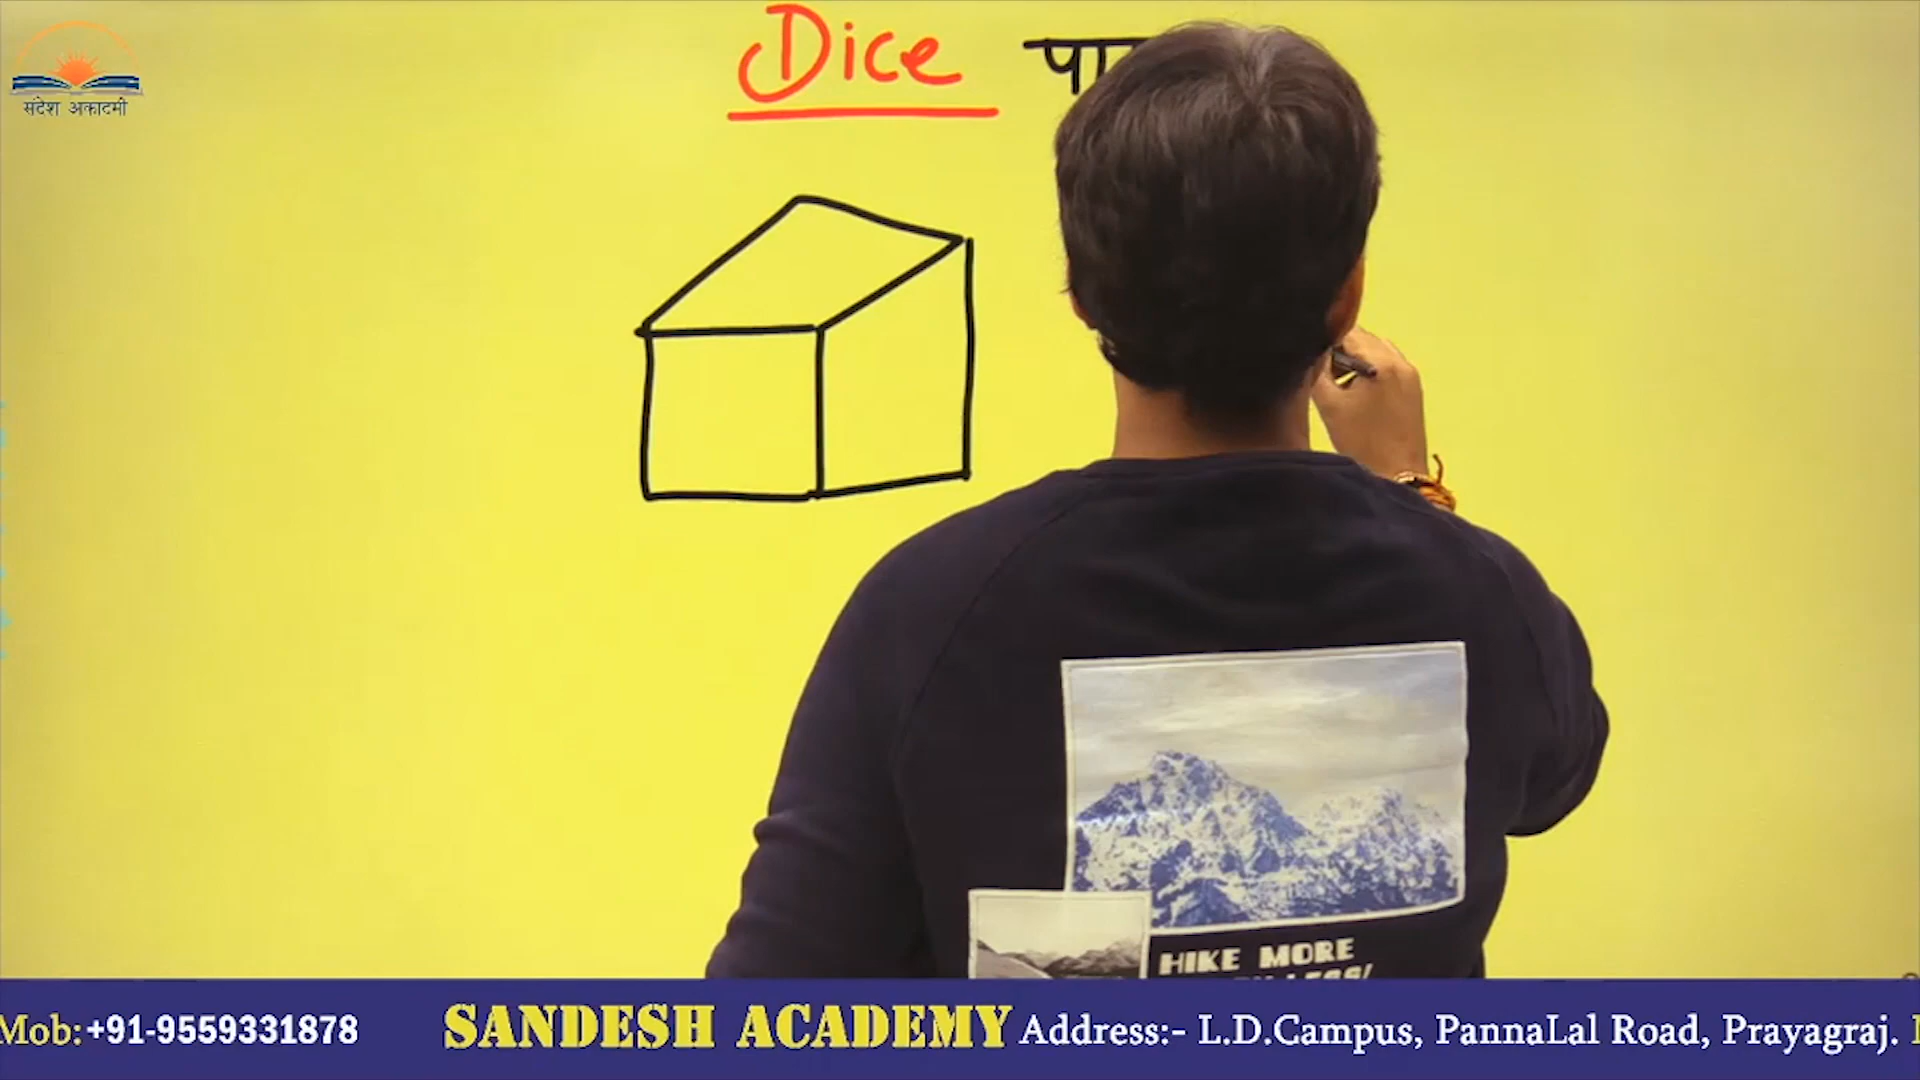 Dice
संदेश अकादमी
HIKE MORE
Mob:+91-9559331878 SANDESH ACADEMY Address:- L.D.Campus, PannaLal Road, Prayagraj.